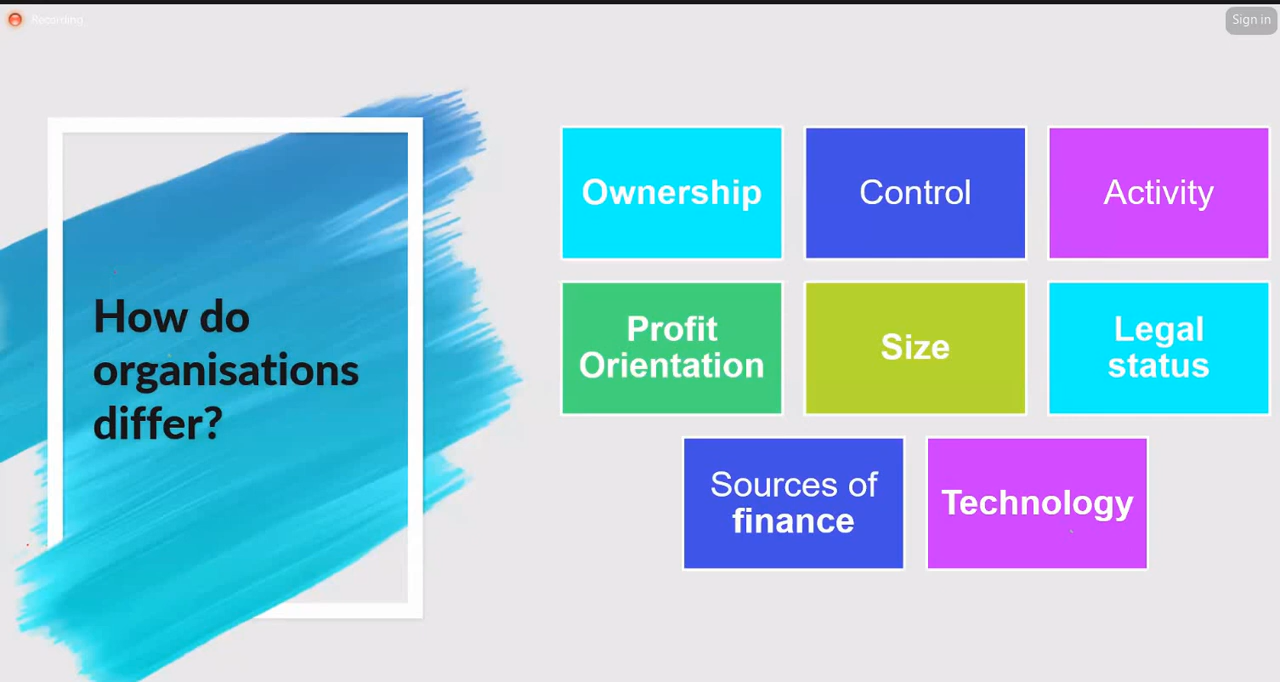 Recording
Sign in
How do
organisations
differ?
Ownership
Control
Activity
Profit
Orientation
Size
Legal
status
Sources of
finance
Technology